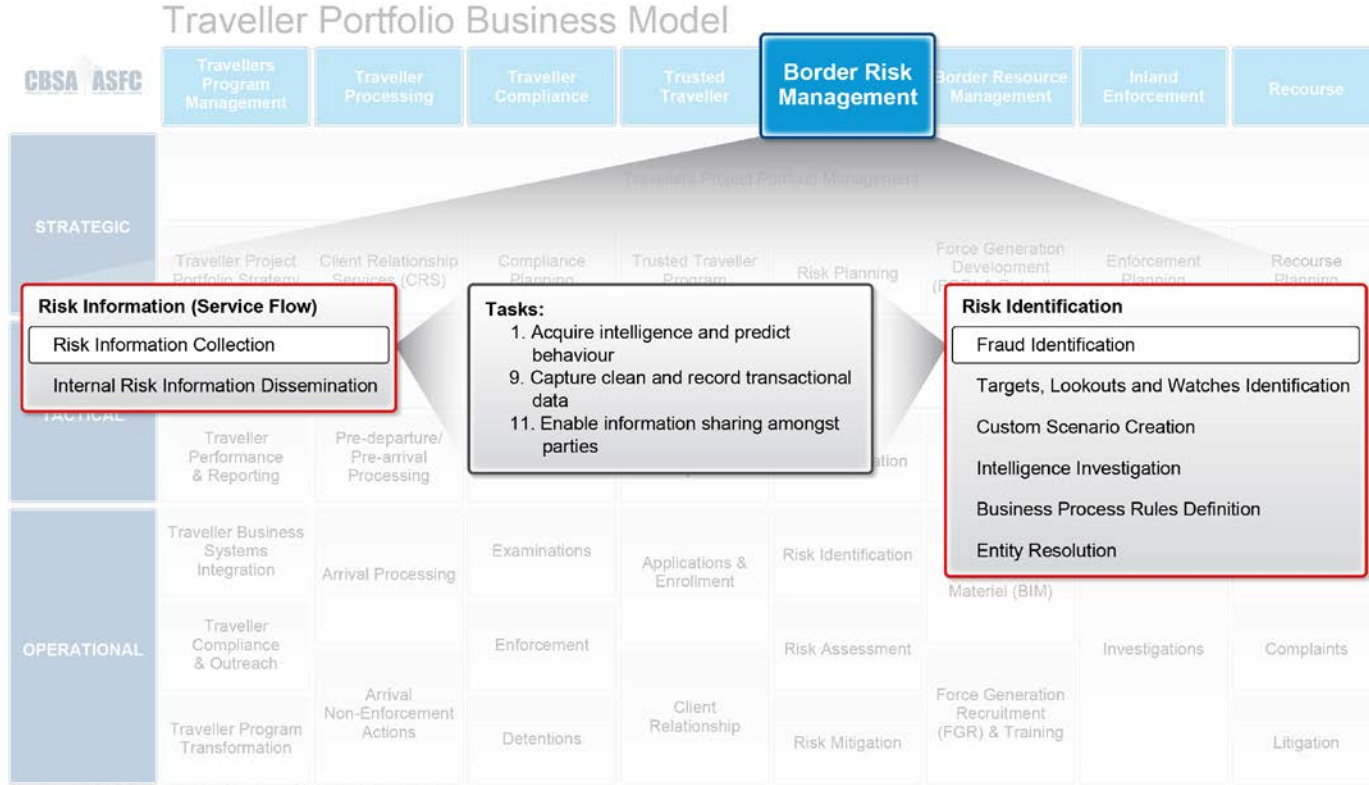 Traveller Portfolio Business Model
CBSA ASFC
Travellers
Program
Management
Traveller
Processing
Traveller
Compliance
Trusted
Traveller
Border Risk
Management
Border Resource
Management
Inland
Enforcement
Recourse
STRATEGIC
Travellers Project Portfolio Management
Traveller Project
Portfolio Strategy
Client Relationship
Services (CRS)
Compliance
Planning
Trusted Traveller
Program
Risk Planning
Force Generation
Development
Enforcement
Planning
Recourse
Planning
Risk Information (Service Flow)
Risk Information Collection
Internal Risk Information Dissemination
Tasks:
1. Acquire intelligence and predict
behaviour
9. Capture clean and record transactional
data
11. Enable information sharing amongst
parties
Risk Identification
Fraud Identification
Targets, Lookouts and Watches Identification
Custom Scenario Creation
Intelligence Investigation
Business Process Rules Definition
Entity Resolution
TACTICAL
Traveller
Performance
& Reporting
Pre-departure/
Pre-arrival
Processing
OPERATIONAL
Traveller Business
Systems
Integration
Arrival Processing
Examinations
Applications &
Enrollment
Risk Identification
Materiel (BIM)
Traveller
Compliance
& Outreach
Enforcement
Risk Assessment
Investigations
Complaints
Traveller Program
Transformation
Arrival
Non-Enforcement
Actions
Detentions
Client
Relationship
Risk Mitigation
Force Generation
Recruitment
(FGR) & Training
Litigation